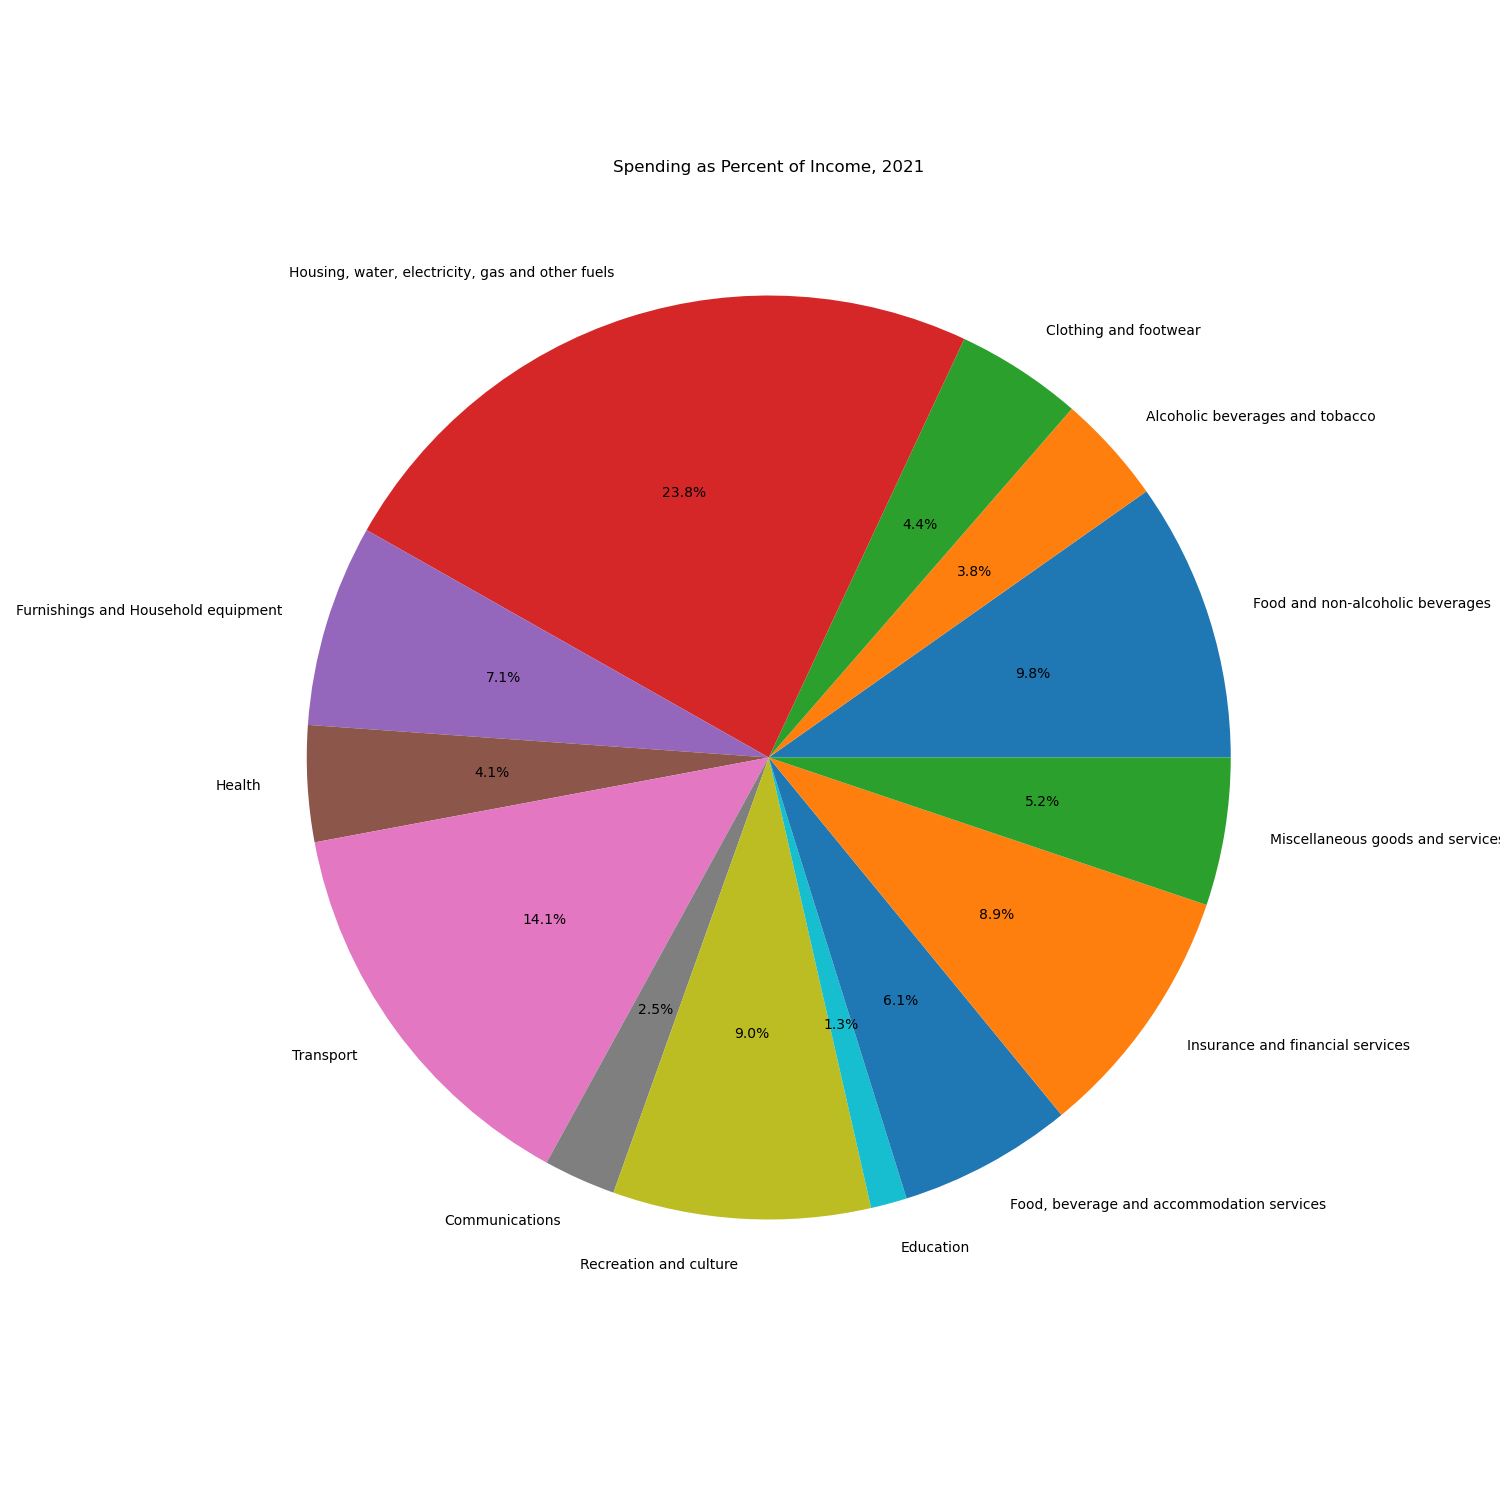 Spending as Percent of Income, 2021
Housing, water, electricity, gas and other fuels
Clothing and footwear
Alcoholic beverages and tobacco
23.8%
4.4%
3.8%
Food and non-alcoholic beverages
Furnishings and Household equipment
9.8%
7.1%
4.1%
Health
5.2%
Miscellaneous goods and services
14.1%
8.9%
6.1%
2.5%
1.3%
9.0%
Insurance and financial services
Transport
Food, beverage and accommodation services
Communications
Education
Recreation and culture